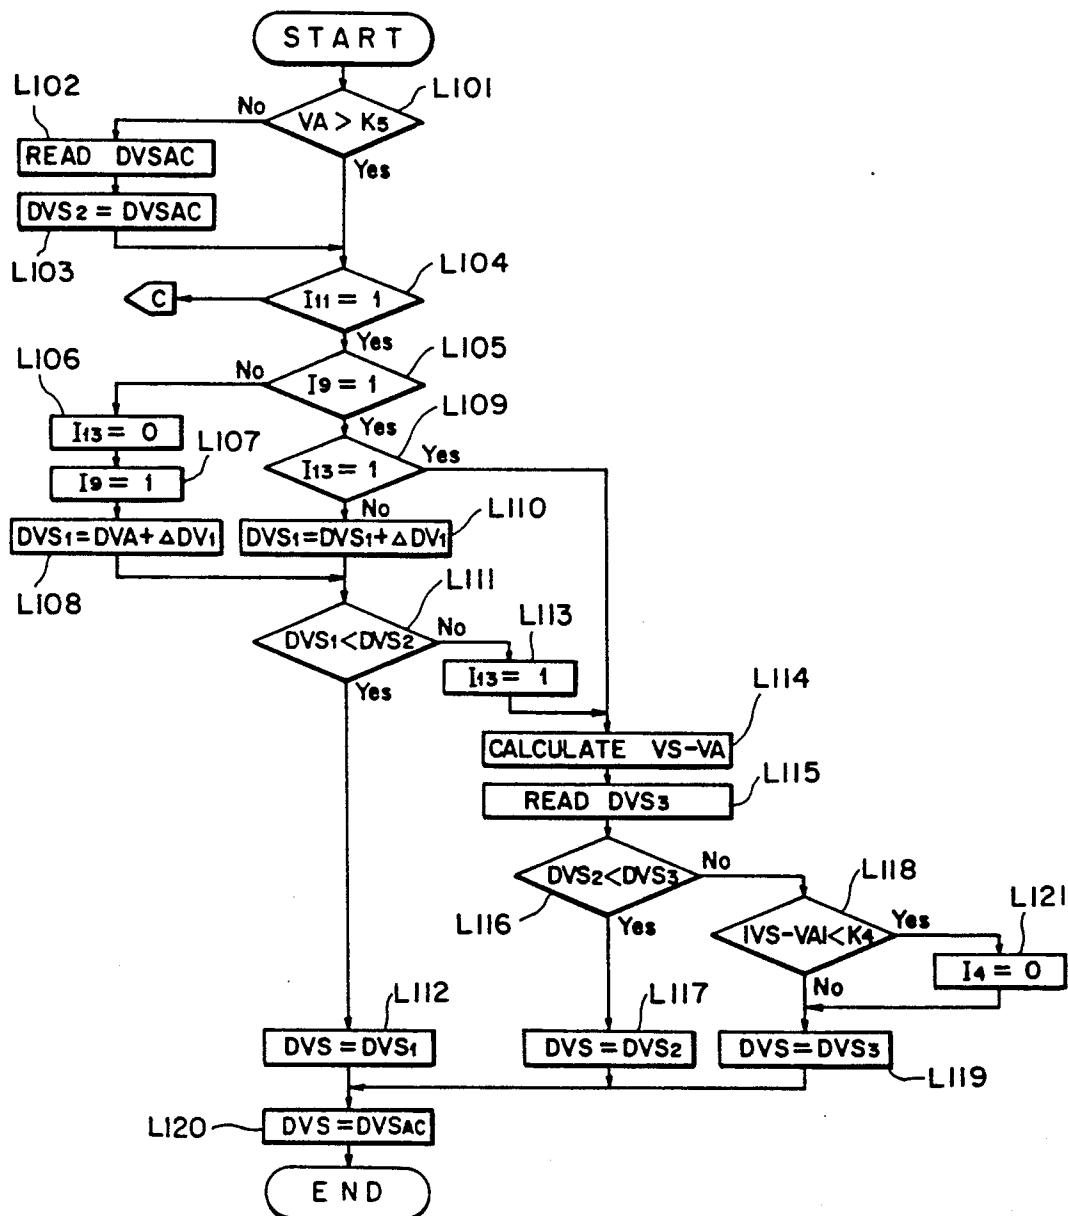 START
L101
VA > K5
No
Yes
L102
READ DVSAC
DVS2 = DVSAC
L103
L104
I11 = 1
C
Yes
L105
I9 = 1
No
Yes
L106
I13 = 0
L107
I9 = 1
L109
I13 = 1
Yes
No
L110
DVS1=DVA+△DV1
DVS1=DVS1+△DV1
L108
L111
DVS1<DVS2
No
Yes
L113
I13 = 1
L114
CALCULATE VS-VA
L115
READ DVS3
DVS2<DVS3
No
L116
Yes
L118
|VS-VA|<K4
Yes
No
L121
I4 = 0
L112
DVS = DVS1
L117
DVS = DVS2
DVS = DVS3
L119
L120
DVS = DVSAC
END